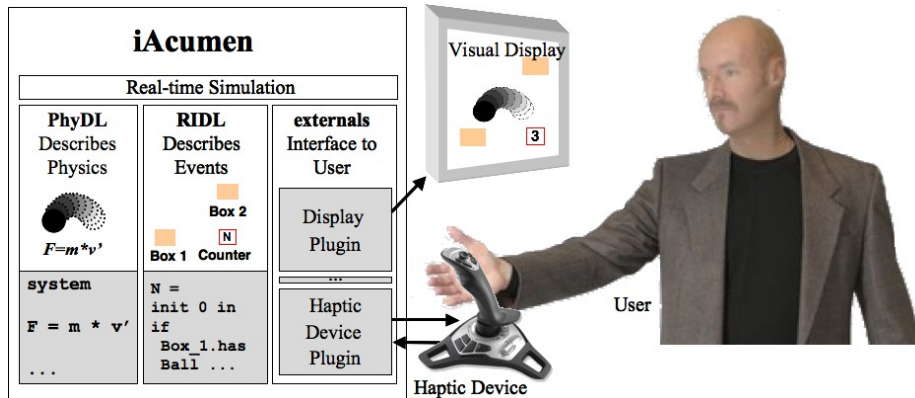 iAcumen
Real-time Simulation
PhyDL
Describes
Physics
F=m*v'
system
F = m * v'
...
RIDL
Describes
Events
Box 2
N
Box 1 Counter
N =
init 0 in
if
Box_1.has
Ball ...
externals
Interface to
User
Display
Plugin
...
Haptic
Device
Plugin
Visual Display
3
Haptic Device
User